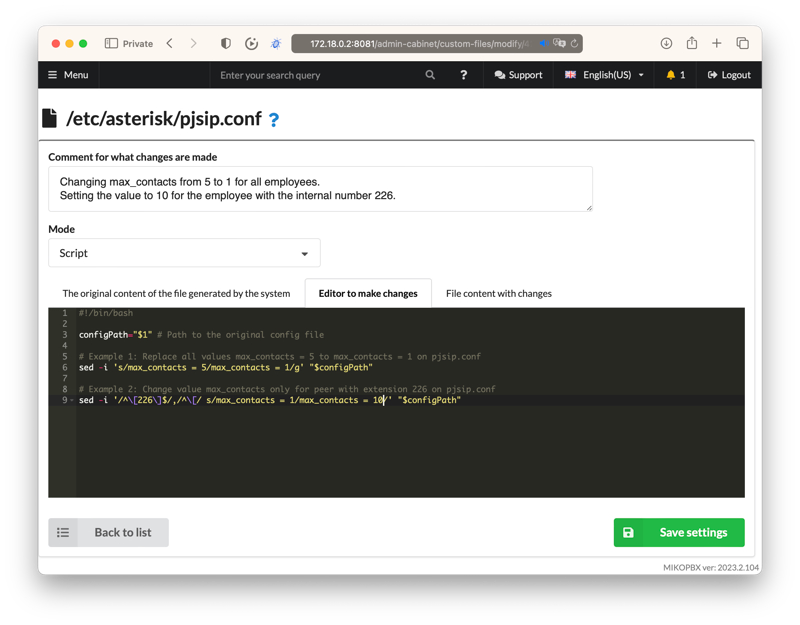 Private
172.18.0.2:8081/admin-cabinet/custom-files/modify/
Menu
Enter your search query
?
Support
English(US)
1
Logout
/etc/asterisk/pjsip.conf ?
Comment for what changes are made
Changing max_contacts from 5 to 1 for all employees.
Setting the value to 10 for the employee with the internal number 226.
Mode
Script
The original content of the file generated by the system
Editor to make changes
File content with changes
1 #!/bin/bash
2
3 configPath="$1" # Path to the original config file
4
5 # Example 1: Replace all values max_contacts = 5 to max_contacts = 1 on pjsip.conf
6 sed -i 's/max_contacts = 5/max_contacts = 1/g' "$configPath"
7
8 # Example 2: Change value max_contacts only for peer with extension 226 on pjsip.conf
9 sed -i '/^\[226\]$/,/^\[/ s/max_contacts = 1/max_contacts = 10/' "$configPath"
Back to list
Save settings
MIKOPBX ver: 2023.2.104